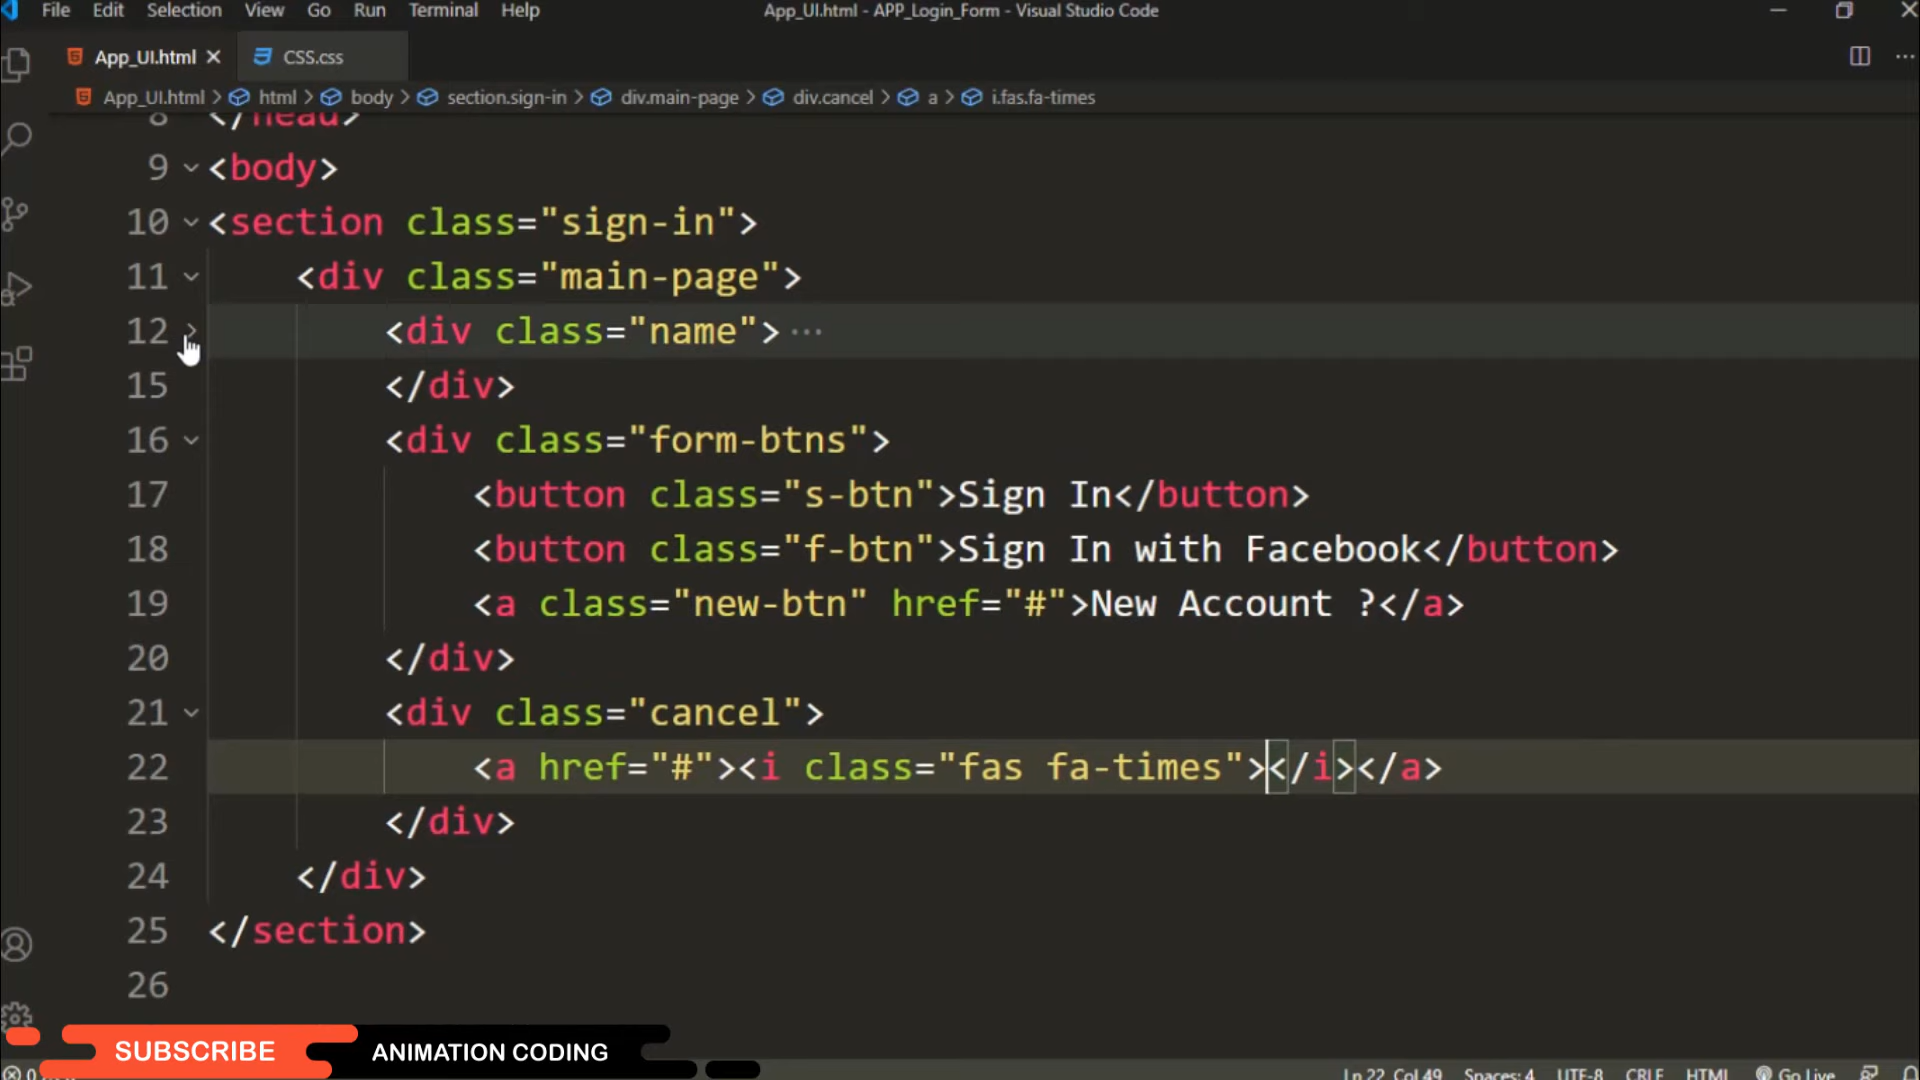 File Edit Selection View Go Run Terminal Help
App_UI.html - APP_Login_Form - Visual Studio Code
App_UI.html CSS.css
App_UI.html > html > body > section.sign-in > div.main-page > div.cancel > a > i.fas.fa-times
8 </head>
9 <body>
10 <section class="sign-in">
11 <div class="main-page">
12 <div class="name"> ...
15 </div>
16 <div class="form-btns">
17 <button class="s-btn">Sign In</button>
18 <button class="f-btn">Sign In with Facebook</button>
19 <a class="new-btn" href="#">New Account ?</a>
20 </div>
21 <div class="cancel">
22 <a href="#"><i class="fas fa-times"></i></a>
23 </div>
24 </div>
25 </section>
26
SUBSCRIBE ANIMATION CODING
0 Ln 22, Col 49 Spaces: 4 UTF-8 CRLF HTML Go Live